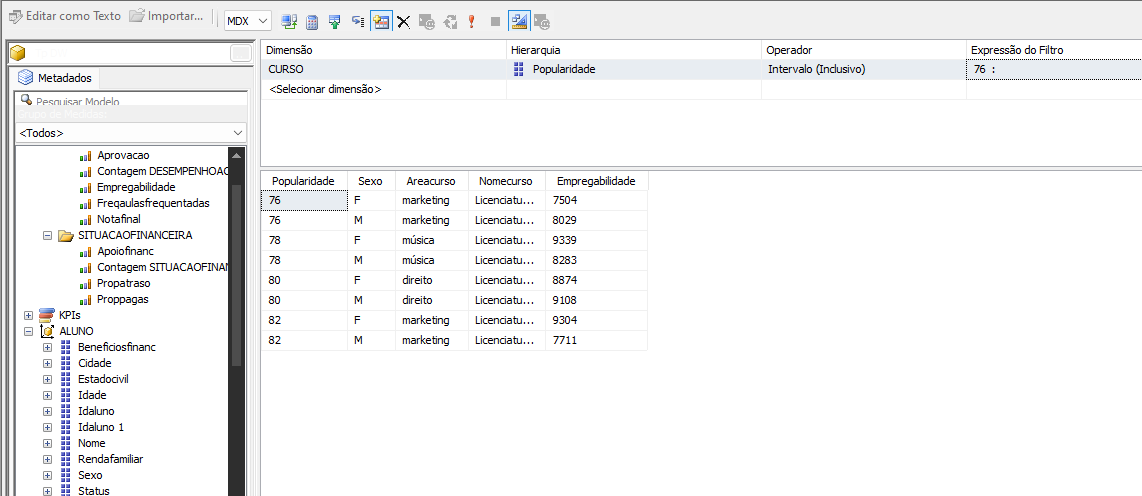 Editar como Texto Importar... MDX
Metadados
Pesquisar Modelo
Grupo de Medidas:
<Todos>
Aprovacao
Contagem DESEMPENHOAC
Empregabilidade
Freqaulasfrequentadas
Notafinal
SITUACAOFINANCEIRA
Apoiofinanc
Contagem SITUACAOFINAN
Propatraso
Proppagas
KPIs
ALUNO
Beneficiosfinanc
Cidade
Estadocivil
Idade
Idaluno
Idaluno 1
Nome
Rendafamiliar
Sexo
Status
Dimensão Hierarquia Operador Expressão do Filtro
CURSO Popularidade Intervalo (Inclusivo) 76 :
<Selecionar dimensão>
Popularidade Sexo Areacurso Nomecurso Empregabilidade
76 F marketing Licenciatu... 7504
76 M marketing Licenciatu... 8029
78 F música Licenciatu... 9339
78 M música Licenciatu... 8283
80 F direito Licenciatu... 8874
80 M direito Licenciatu... 9108
82 F marketing Licenciatu... 9304
82 M marketing Licenciatu... 7711